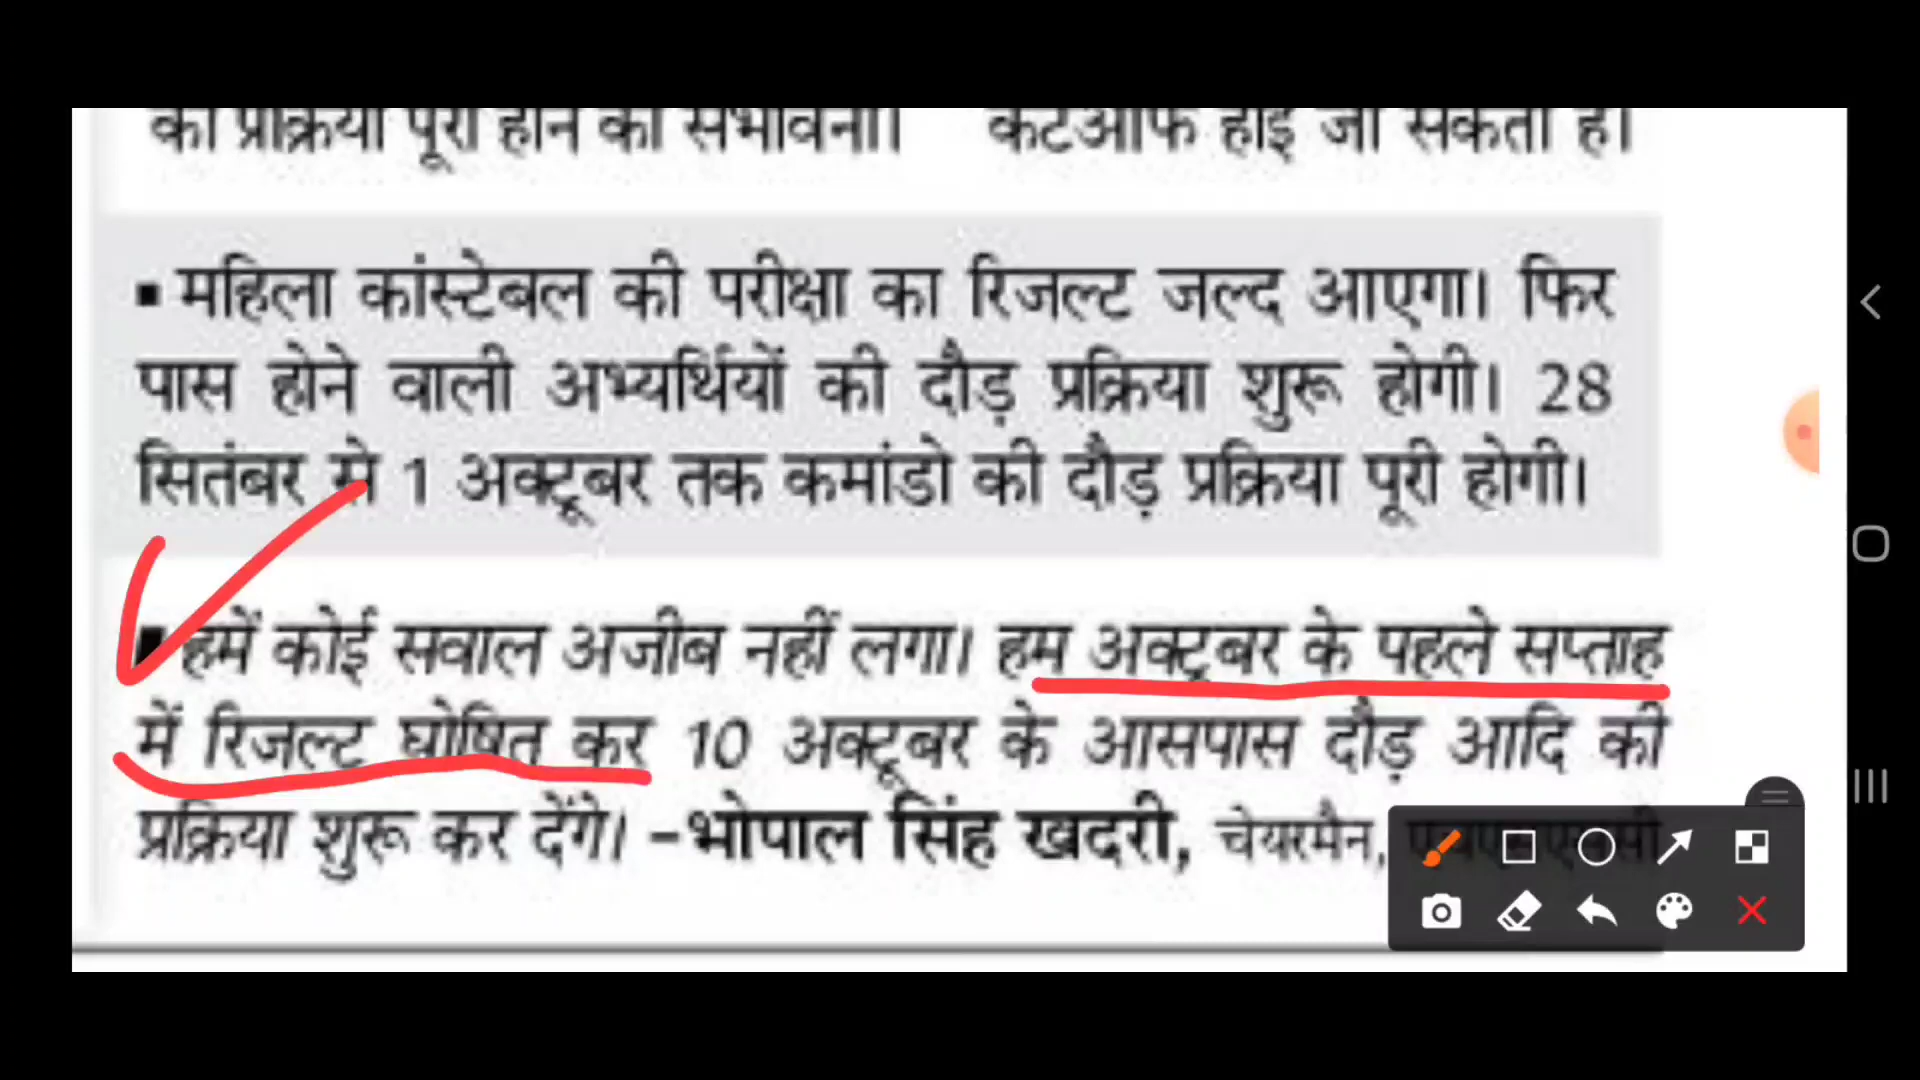 की प्रक्रिया पूरी होने की संभावना। कटऑफ हाई जा सकती है।
▪ महिला कांस्टेबल की परीक्षा का रिजल्ट जल्द आएगा। फिर
पास होने वाली अभ्यर्थियों की दौड़ प्रक्रिया शुरू होगी। 28
सितंबर से 1 अक्टूबर तक कमांडो की दौड़ प्रक्रिया पूरी होगी।
▪ हमें कोई सवाल अजीब नहीं लगा। हम अक्टूबर के पहले सप्ताह
में रिजल्ट घोषित कर 10 अक्टूबर के आसपास दौड़ आदि की
प्रक्रिया शुरू कर देंगे। -भोपाल सिंह खदरी, चेयरमैन,